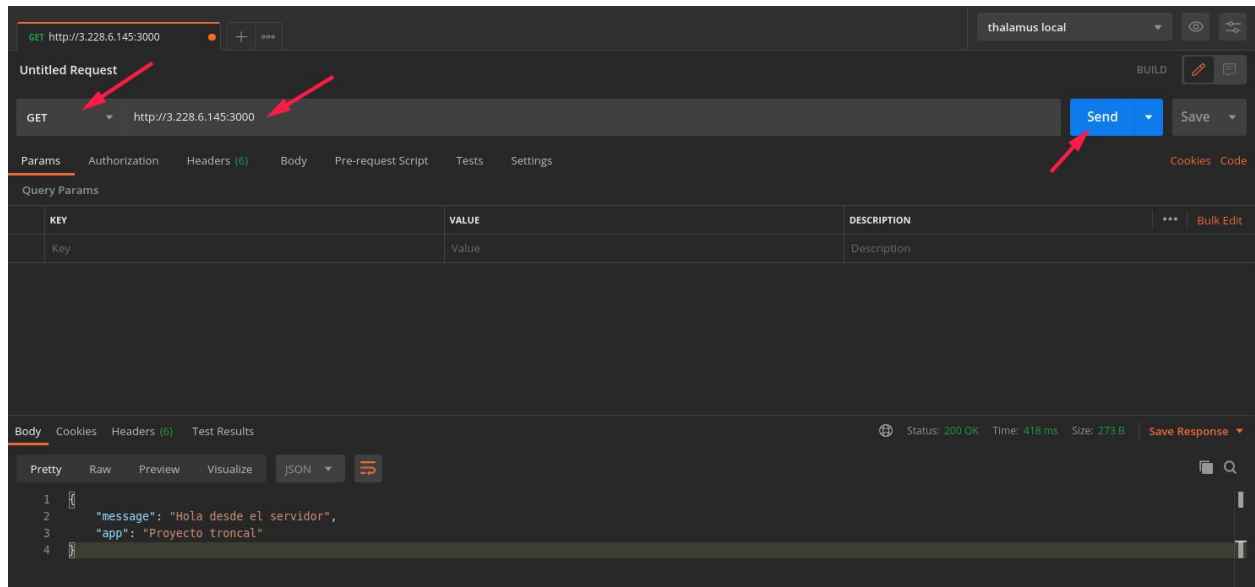 GET http://3.228.6.145:3000
thalamus local
Untitled Request
BUILD
GET http://3.228.6.145:3000 Send Save
Params Authorization Headers (6) Body Pre-request Script Tests Settings Cookies Code
Query Params
KEY VALUE DESCRIPTION Bulk Edit
Key Value Description
Body Cookies Headers (6) Test Results Status: 200 OK Time: 418 ms Size: 273 B Save Response
Pretty Raw Preview Visualize JSON
1 {
2 "message": "Hola desde el servidor",
3 "app": "Proyecto troncal"
4 }